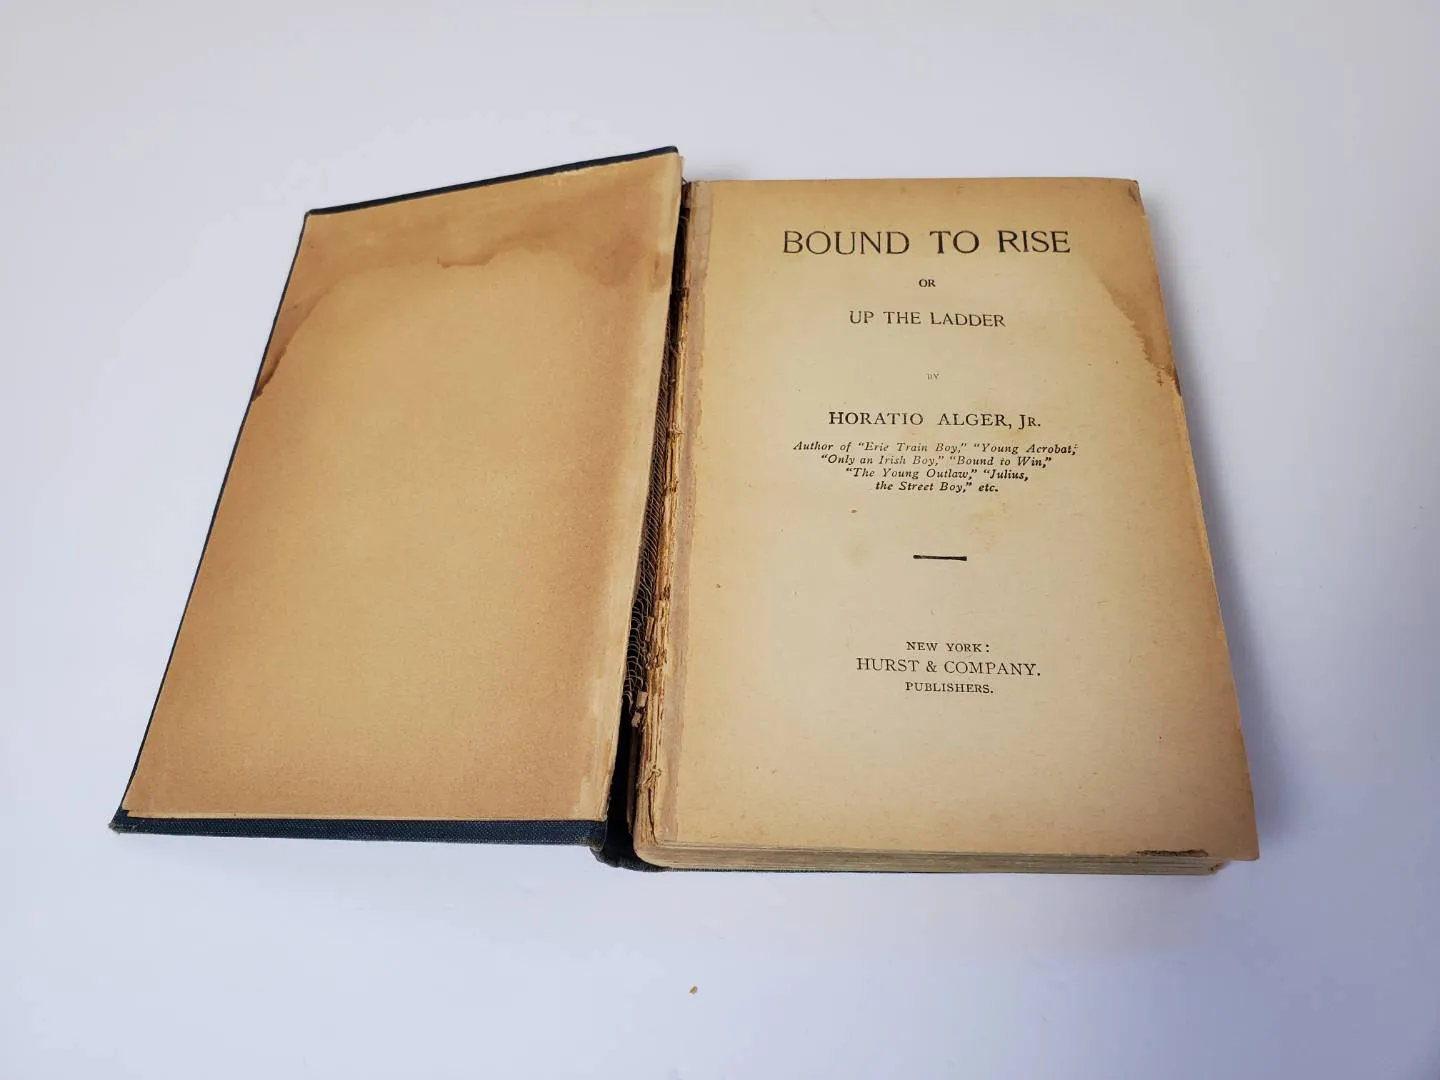 BOUND TO RISE
OR
UP THE LADDER
BY
HORATIO ALGER, JR.
Author of "Erie Train Boy," "Young Acrobat,"
"Only an Irish Boy," "Bound to Win,"
"The Young Outlaw," "Julius,
the Street Boy," etc.
NEW YORK:
HURST & COMPANY.
PUBLISHERS.